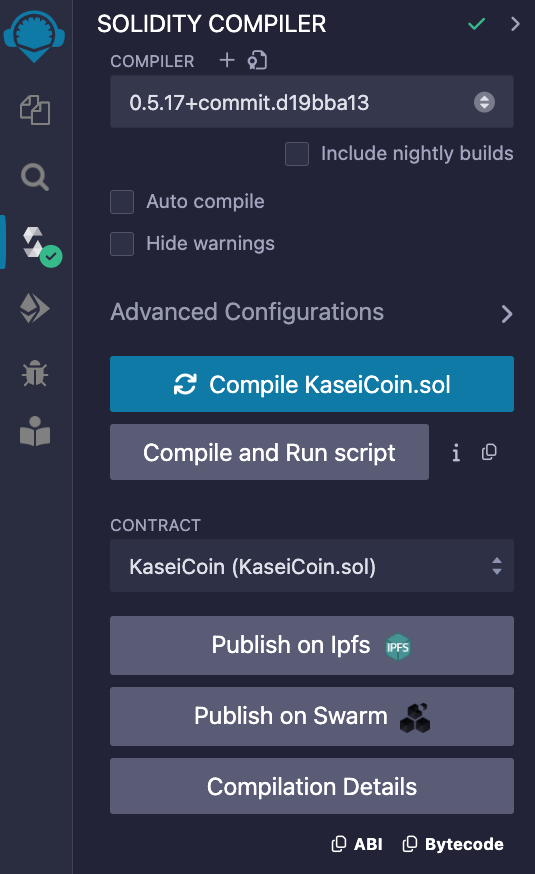 SOLIDITY COMPILER
COMPILER
0.5.17+commit.d19bba13
Include nightly builds
Auto compile
Hide warnings
Advanced Configurations
Compile KaseiCoin.sol
Compile and Run script
CONTRACT
KaseiCoin (KaseiCoin.sol)
Publish on Ipfs IPFS
Publish on Swarm
Compilation Details
ABI Bytecode